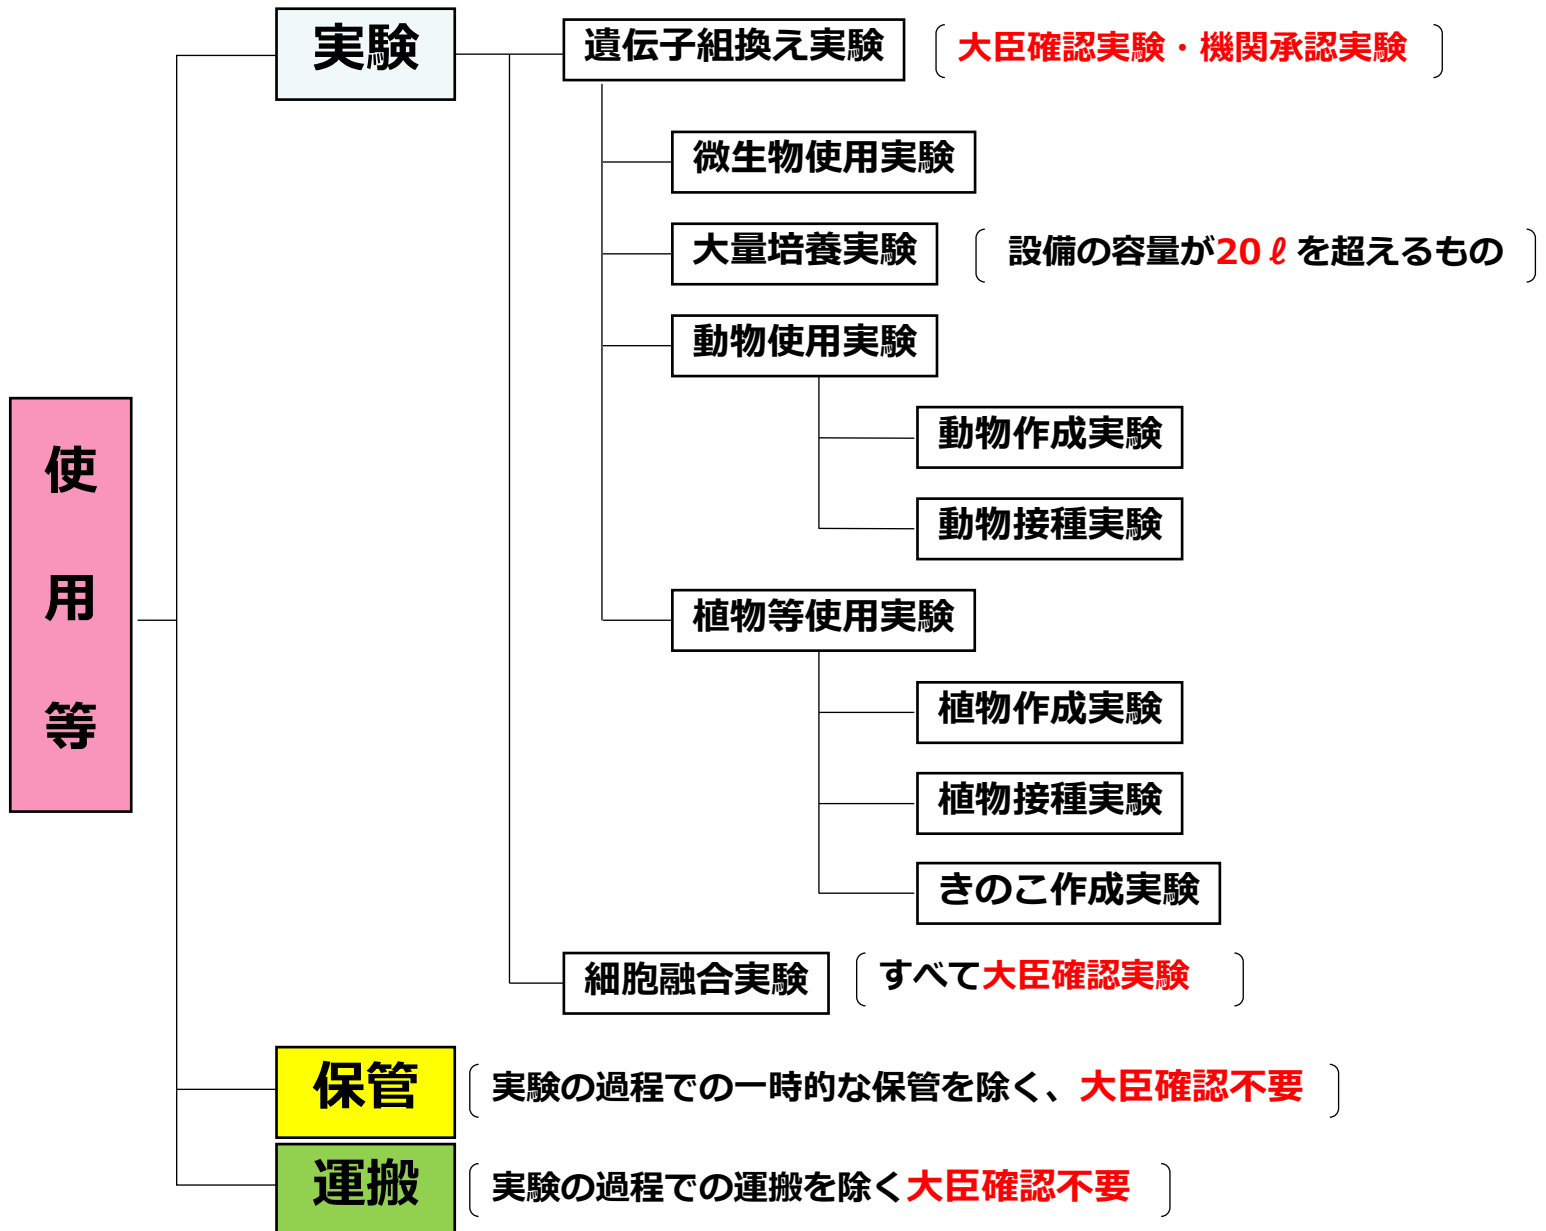 実験
遺伝子組換え実験
大臣確認実験・機関承認実験
微生物使用実験
大量培養実験
設備の容量が20ℓを超えるもの
動物使用実験
動物作成実験
動物接種実験
使用等
植物等使用実験
植物作成実験
植物接種実験
きのこ作成実験
細胞融合実験
すべて大臣確認実験
保管
実験の過程での一時的な保管を除く、大臣確認不要
運搬
実験の過程での運搬を除く大臣確認不要